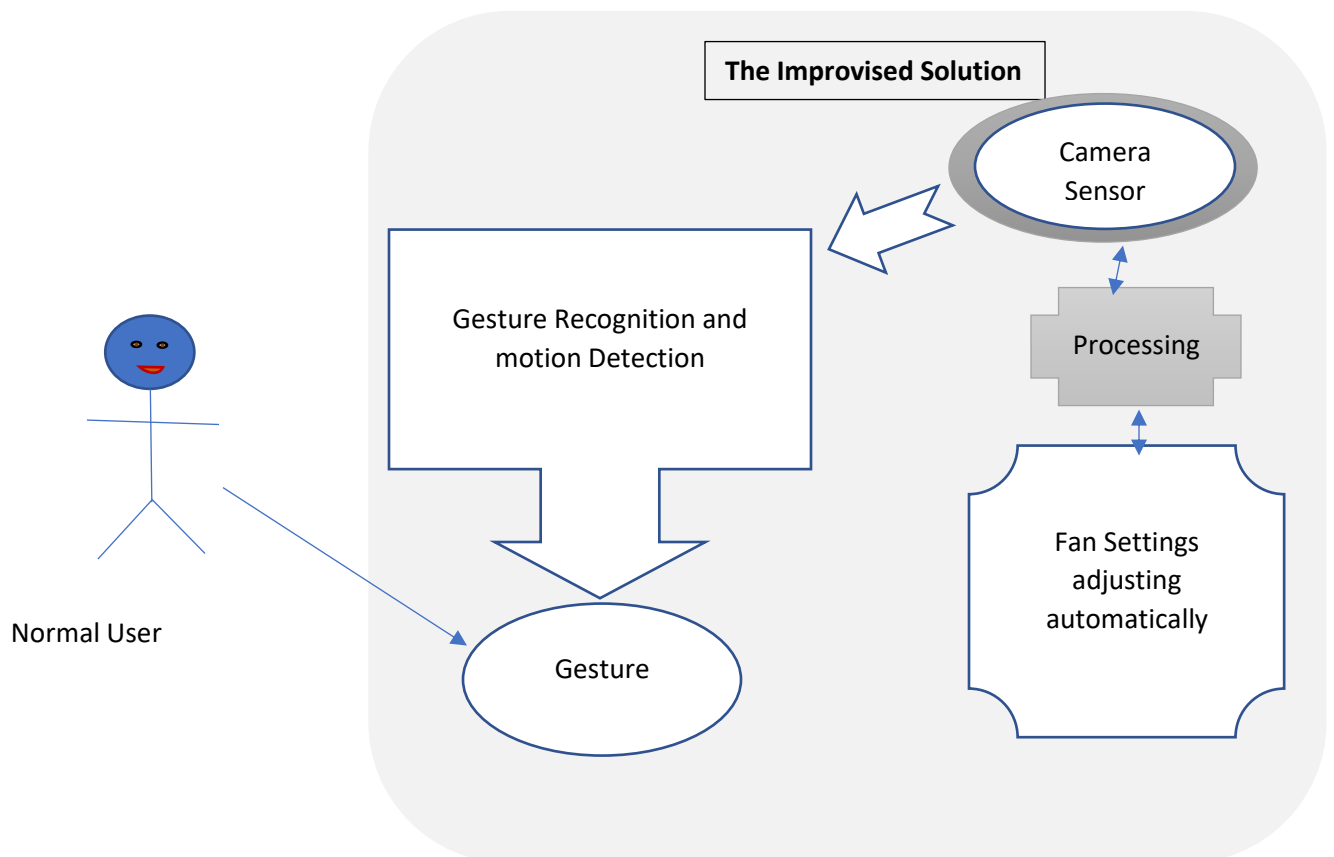 The Improvised Solution
Camera
Sensor
Gesture Recognition and
motion Detection
Processing
Fan Settings
adjusting
automatically
Normal User
Gesture